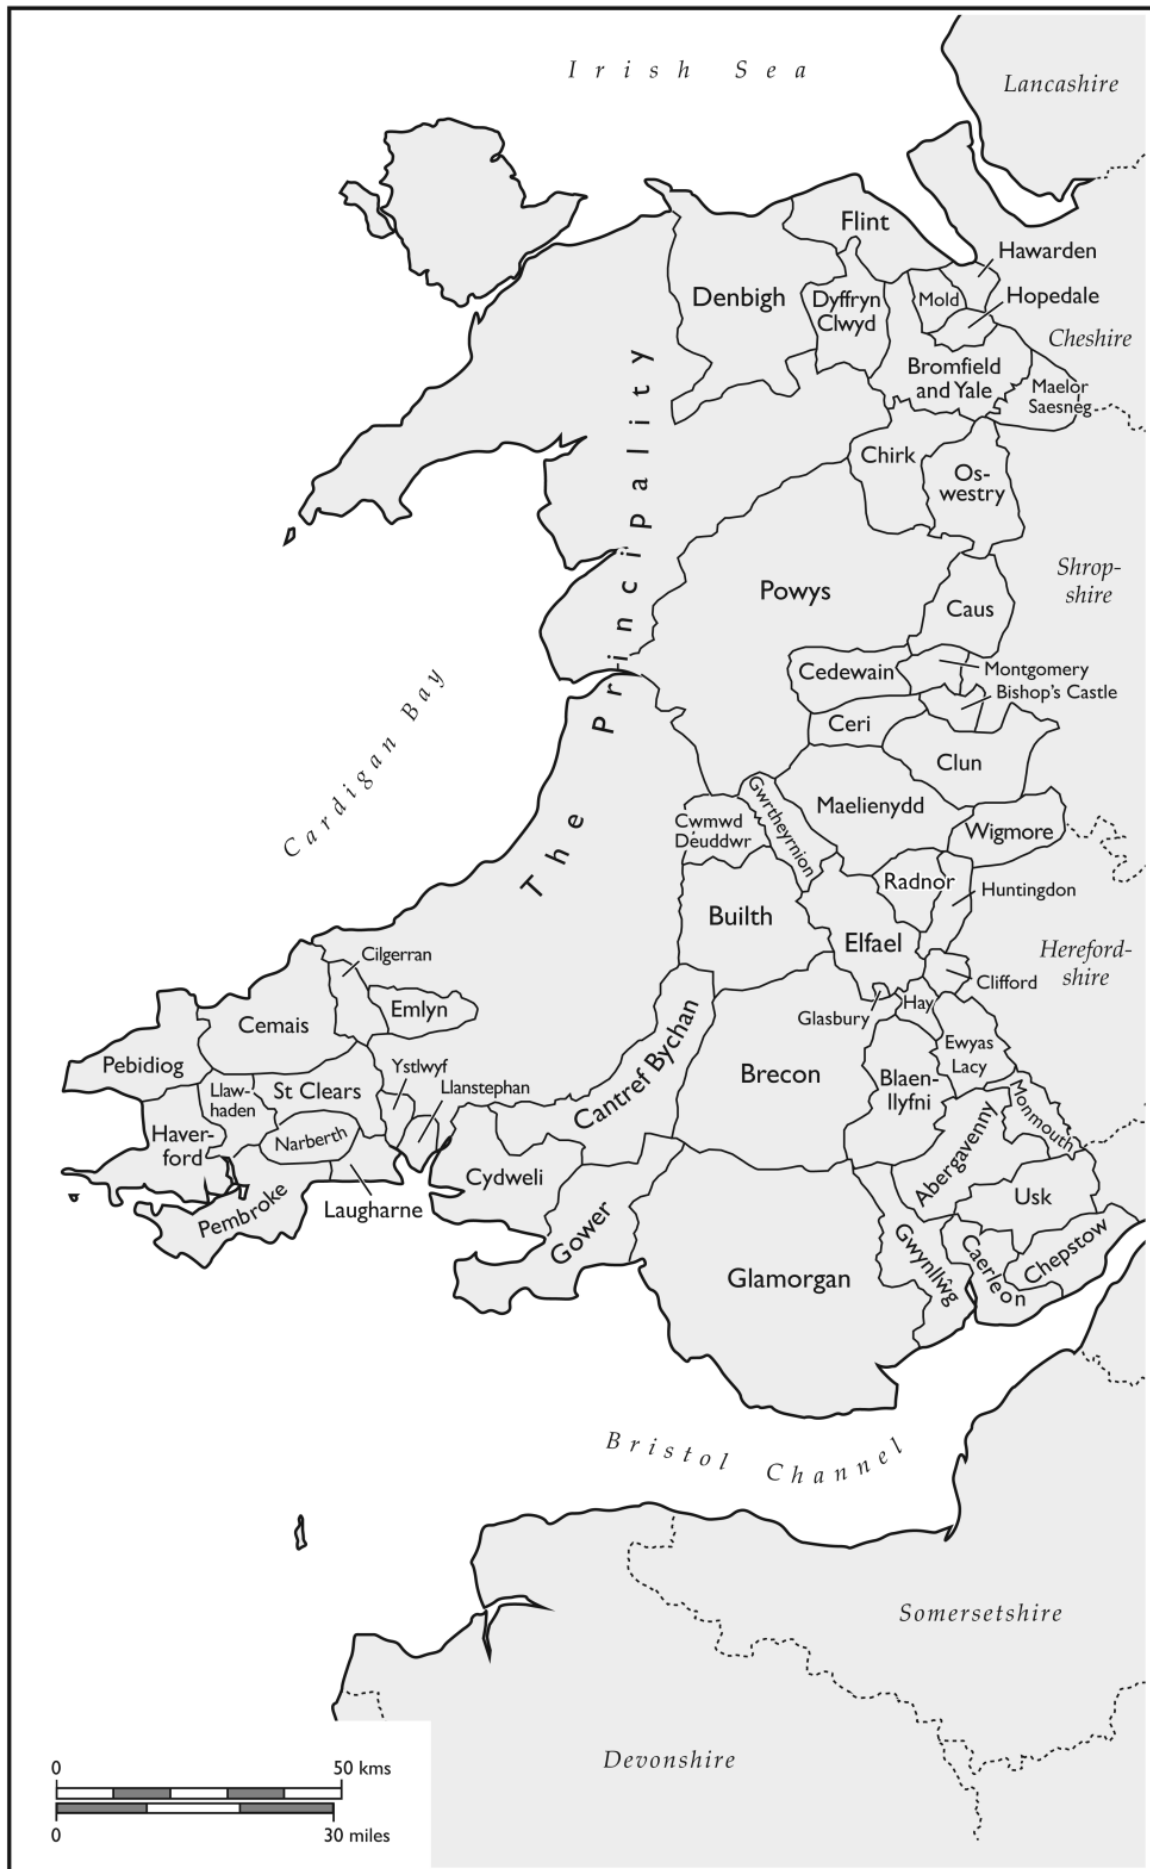 Irish Sea
Lancashire
Flint
Hawarden
Denbigh
Dyffryn
Clwyd
Mold
Hopedale
Cheshire
Bromfield
and Yale
Maelor
Saesneg
Chirk
Os-
westry
The Principality
Powys
Shrop-
shire
Caus
Cedewain
Montgomery
Bishop's Castle
Ceri
Clun
Cardigan Bay
Gwrtheyrnion
Maelienydd
Cwmwd
Deuddwr
Wigmore
Radnor
Huntingdon
Builth
Elfael
Hereford-
shire
Cilgerran
Clifford
Emlyn
Cemais
Glasbury
Hay
Ewyas
Lacy
Pebidiog
Ystlwyf
Llanstephan
Cantref Bychan
Brecon
Blaen-
llyfni
Llaw-
haden
St Clears
Monmouth
Haver-
ford
Narberth
Abergavenny
Cydweli
Usk
Pembroke
Laugharne
Gower
Glamorgan
Gwynllŵg
Caerleon
Chepstow
Bristol Channel
Somersetshire
Devonshire
0 50 kms
0 30 miles